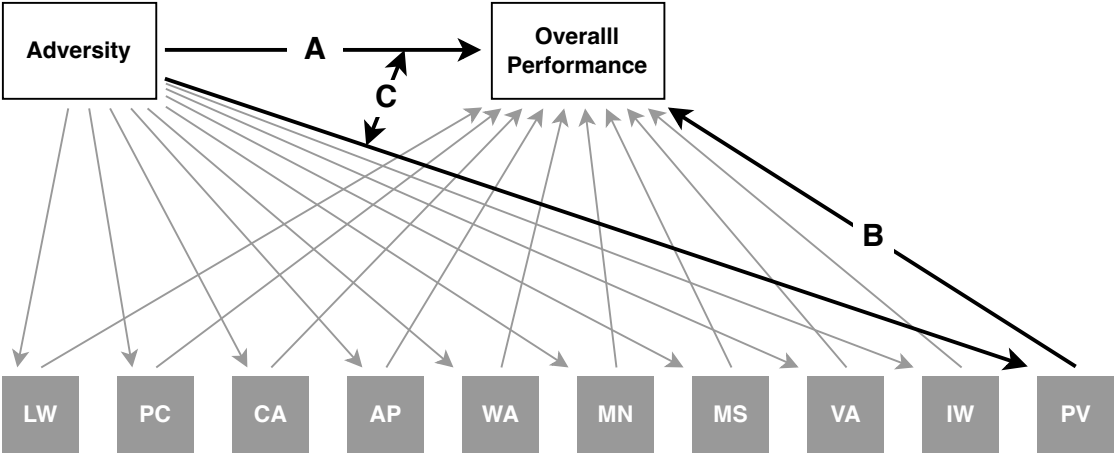 Adversity
A
Overalll
Performance
C
B
LW
PC
CA
AP
WA
MN
MS
VA
IW
PV